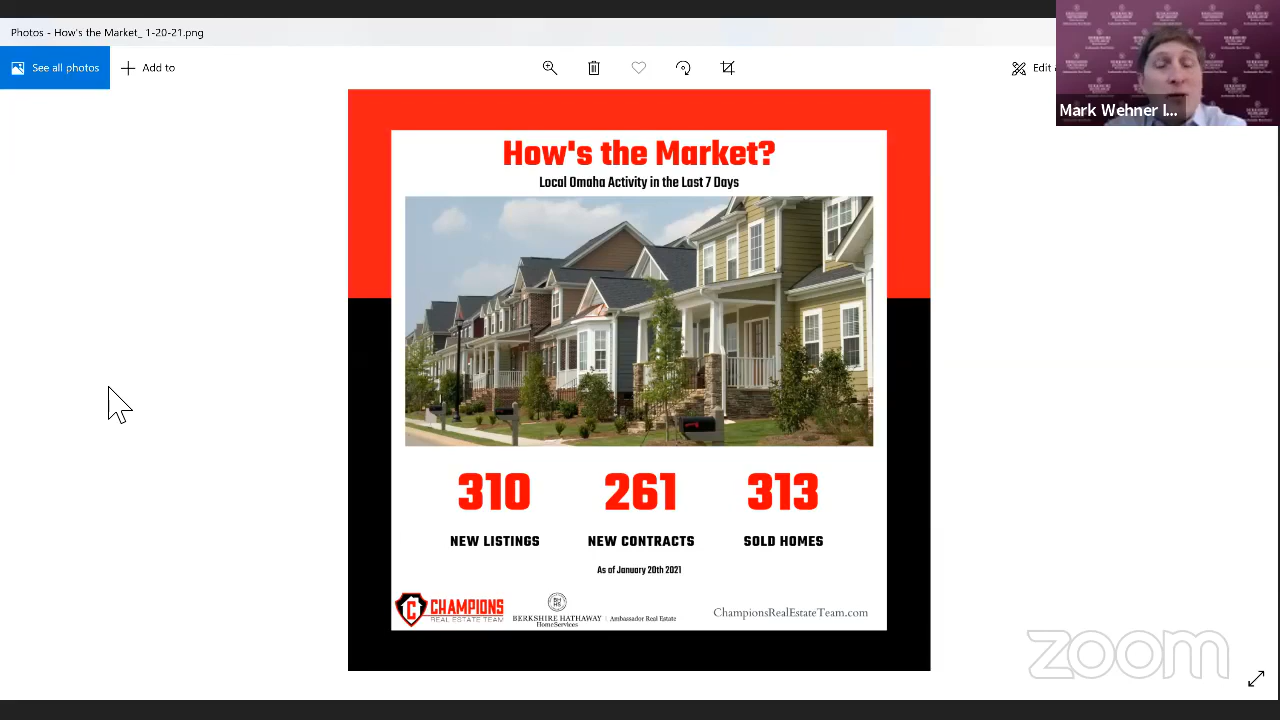 Photos - How's the Market_ 1-20-21.png
See all photos
Add to
Edit
Mark Wehner I...
How's the Market?
Local Omaha Activity in the Last 7 Days
310 261 313
NEW LISTINGS NEW CONTRACTS SOLD HOMES
As of January 20th 2021
C CHAMPIONS
REAL ESTATE TEAM
BERKSHIRE HATHAWAY
HomeServices
Ambassador Real Estate
ChampionsRealEstateTeam.com
zoom